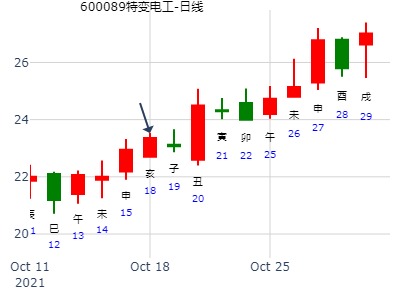 600089特变电工-日线
26
24
22
20
辰
巳
午
未
申
亥
子
丑
寅
卯
午
未
申
酉
戌
1
12
13
14
15
18
19
20
21
22
25
26
27
28
29
Oct 11
2021
Oct 18
Oct 25